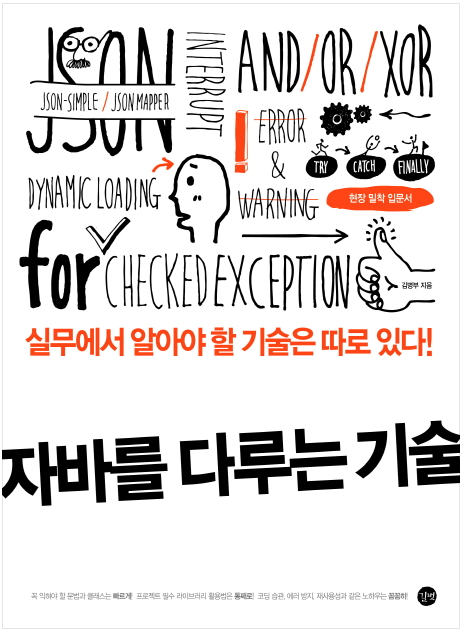 JSON
JSON-SIMPLE / JSON MAPPER
INTERRUPT
AND/OR/XOR
! ERROR
& WARNING
TRY CATCH FINALLY
현장 밀착 입문서
DYNAMIC LOADING
for CHECKED EXCEPTION
김병부 지음
실무에서 알아야 할 기술은 따로 있다!
자바를 다루는 기술
꼭 익혀야 할 문법과 클래스는 빠르게! 프로젝트 필수 라이브러리 활용법은 통째로! 코딩 습관, 에러 방지, 재사용성과 같은 노하우는 꼼꼼히!
길벗